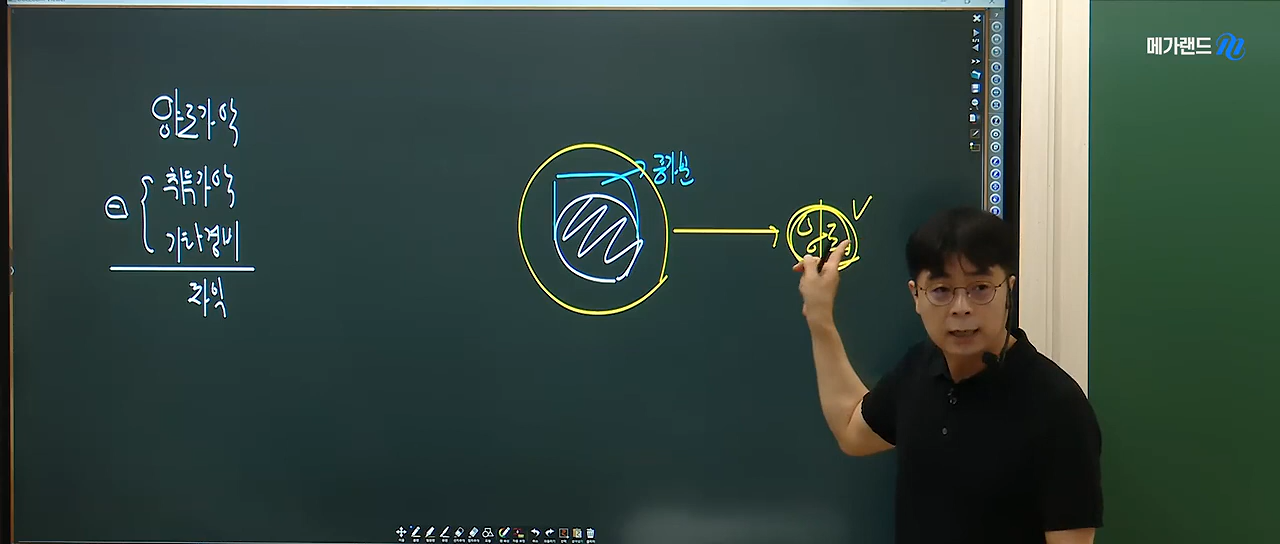 메가랜드
양도가액
⊖ 취득가액
기타경비
차익
증가분
양도